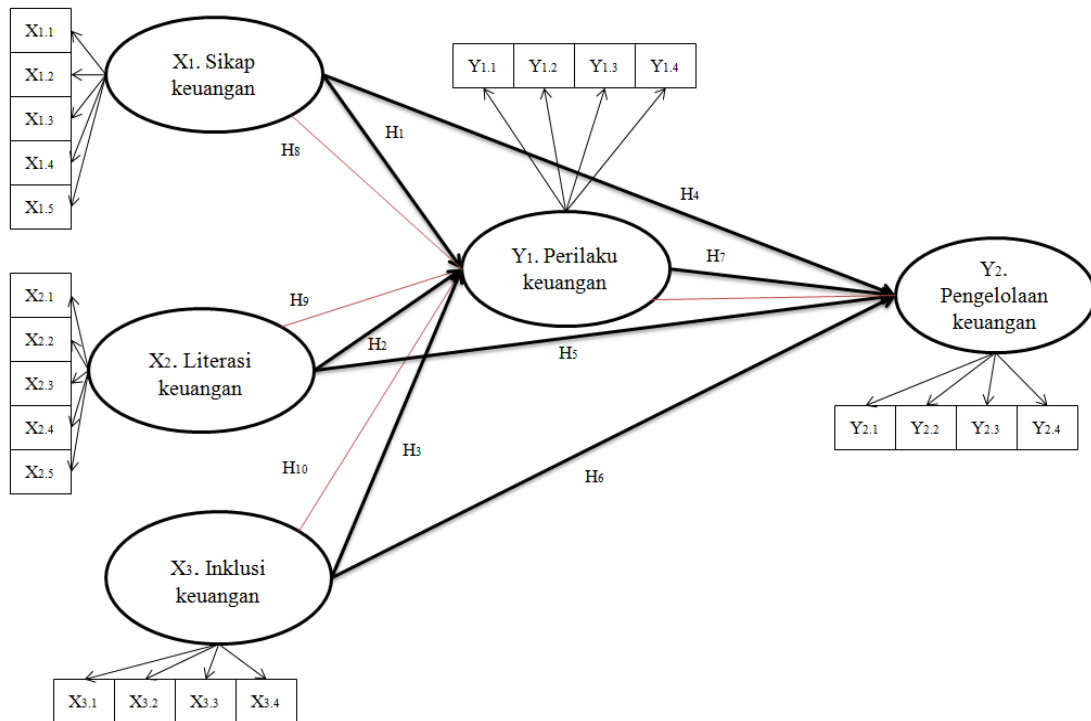 X1.1
X1.2
X1.3
X1.4
X1.5
X1. Sikap
keuangan
Y1.1 Y1.2 Y1.3 Y1.4
H1
H8
H4
Y1. Perilaku
keuangan
H7
Y2.
Pengelolaan
keuangan
X2.1
X2.2
X2.3
X2.4
X2.5
X2. Literasi
keuangan
H9
H2
H5
Y2.1 Y2.2 Y2.3 Y2.4
H10
H3
H6
X3. Inklusi
keuangan
X3.1 X3.2 X3.3 X3.4